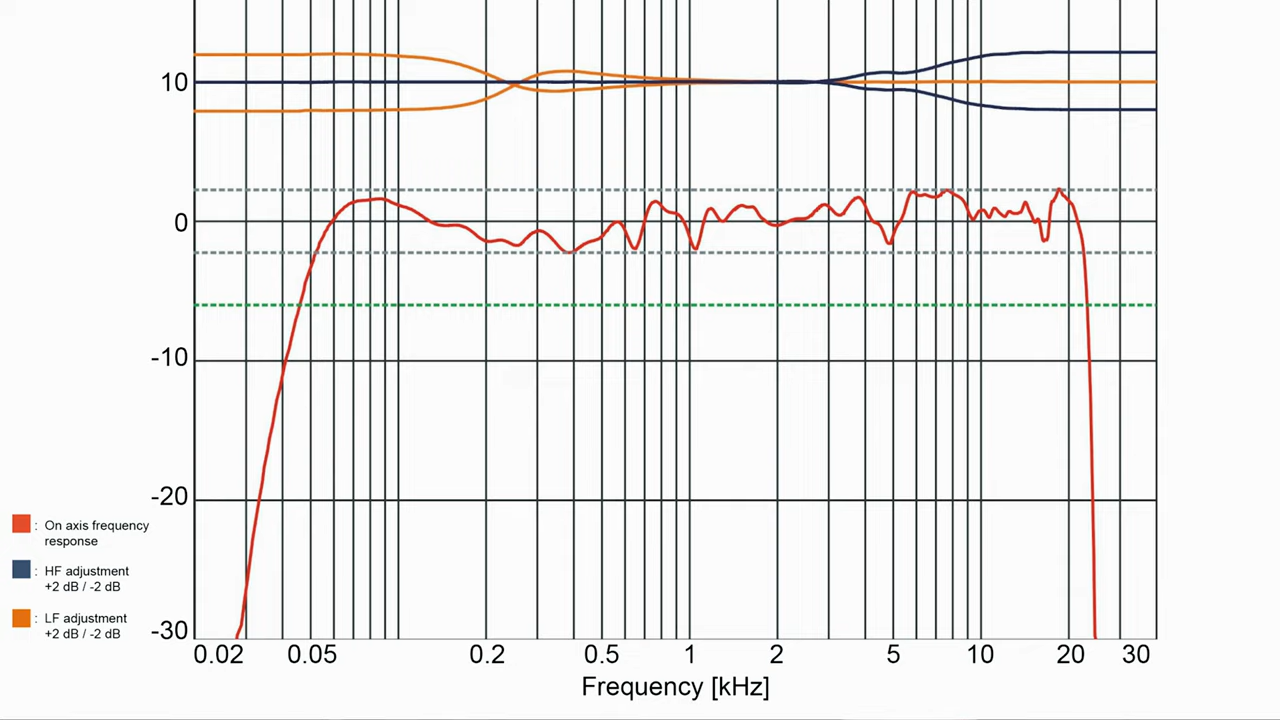 10
0
-10
-20
-30
0.02 0.05 0.2 0.5 1 2 5 10 20 30
Frequency [kHz]
: On axis frequency
response
: HF adjustment
+2 dB / -2 dB
: LF adjustment
+2 dB / -2 dB